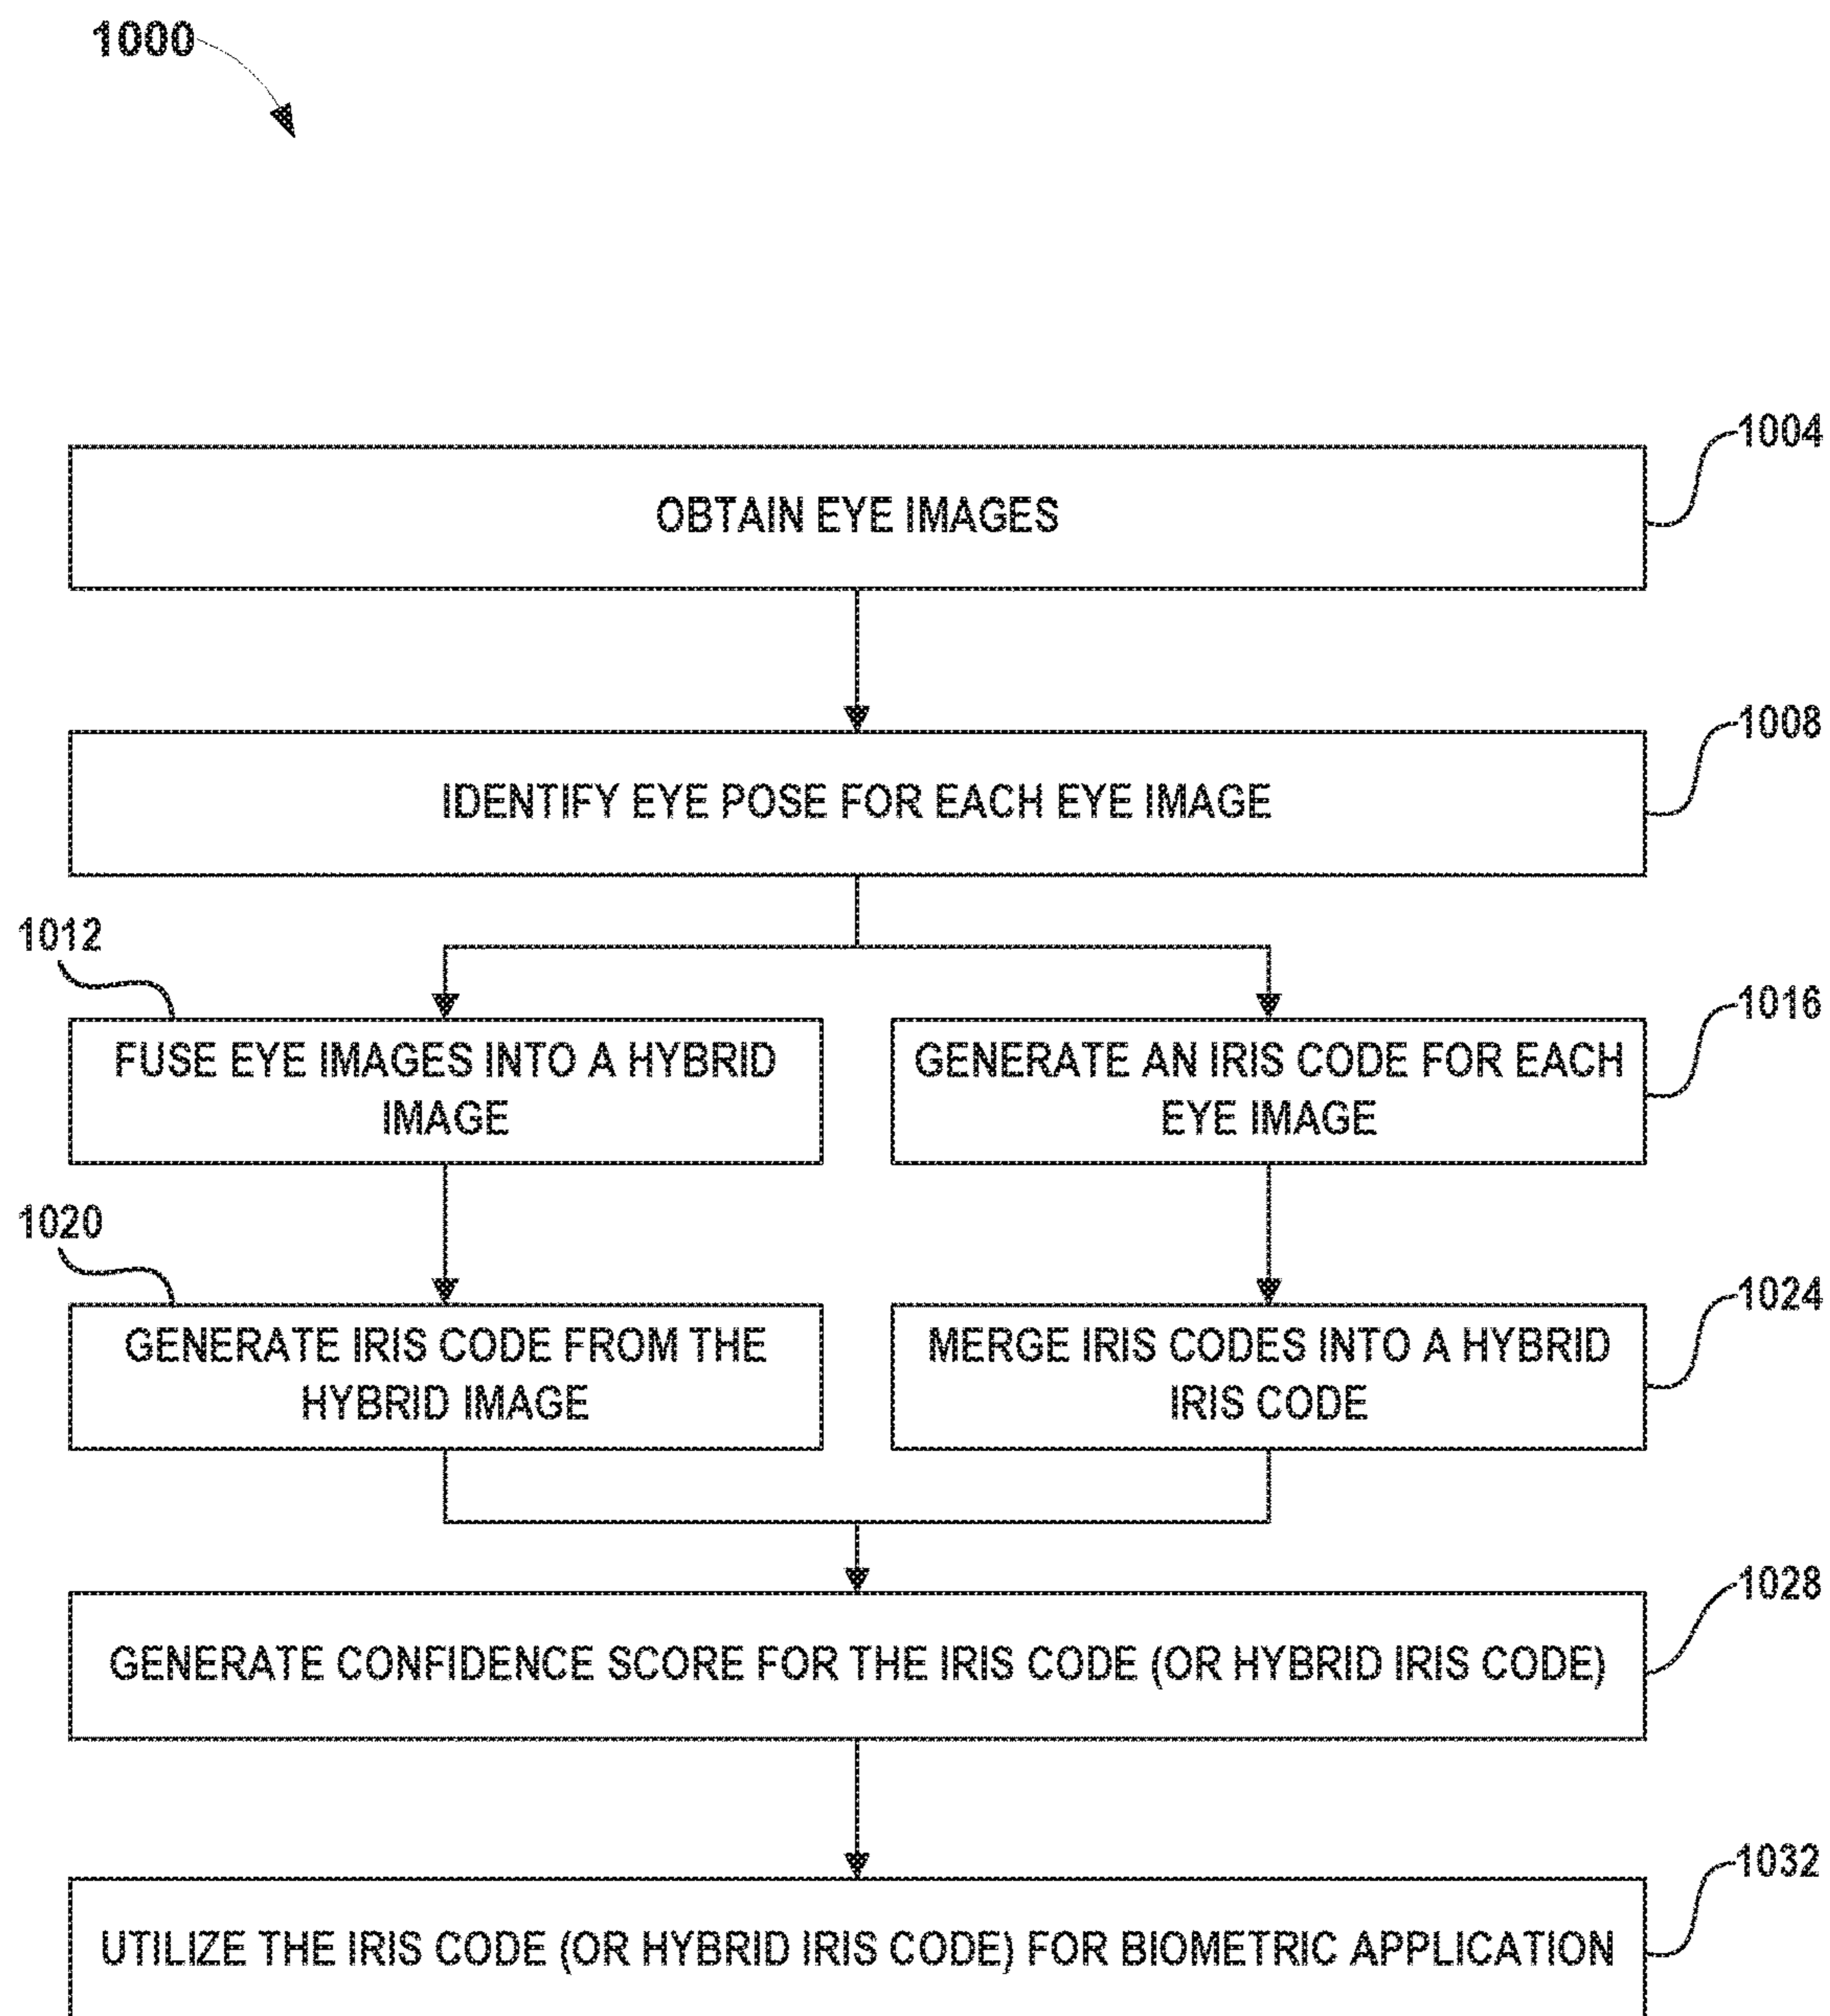 1000
1004
OBTAIN EYE IMAGES
1008
IDENTIFY EYE POSE FOR EACH EYE IMAGE
1012
1016
FUSE EYE IMAGES INTO A HYBRID
IMAGE
GENERATE AN IRIS CODE FOR EACH
EYE IMAGE
1020
1024
GENERATE IRIS CODE FROM THE
HYBRID IMAGE
MERGE IRIS CODES INTO A HYBRID
IRIS CODE
1028
GENERATE CONFIDENCE SCORE FOR THE IRIS CODE (OR HYBRID IRIS CODE)
1032
UTILIZE THE IRIS CODE (OR HYBRID IRIS CODE) FOR BIOMETRIC APPLICATION